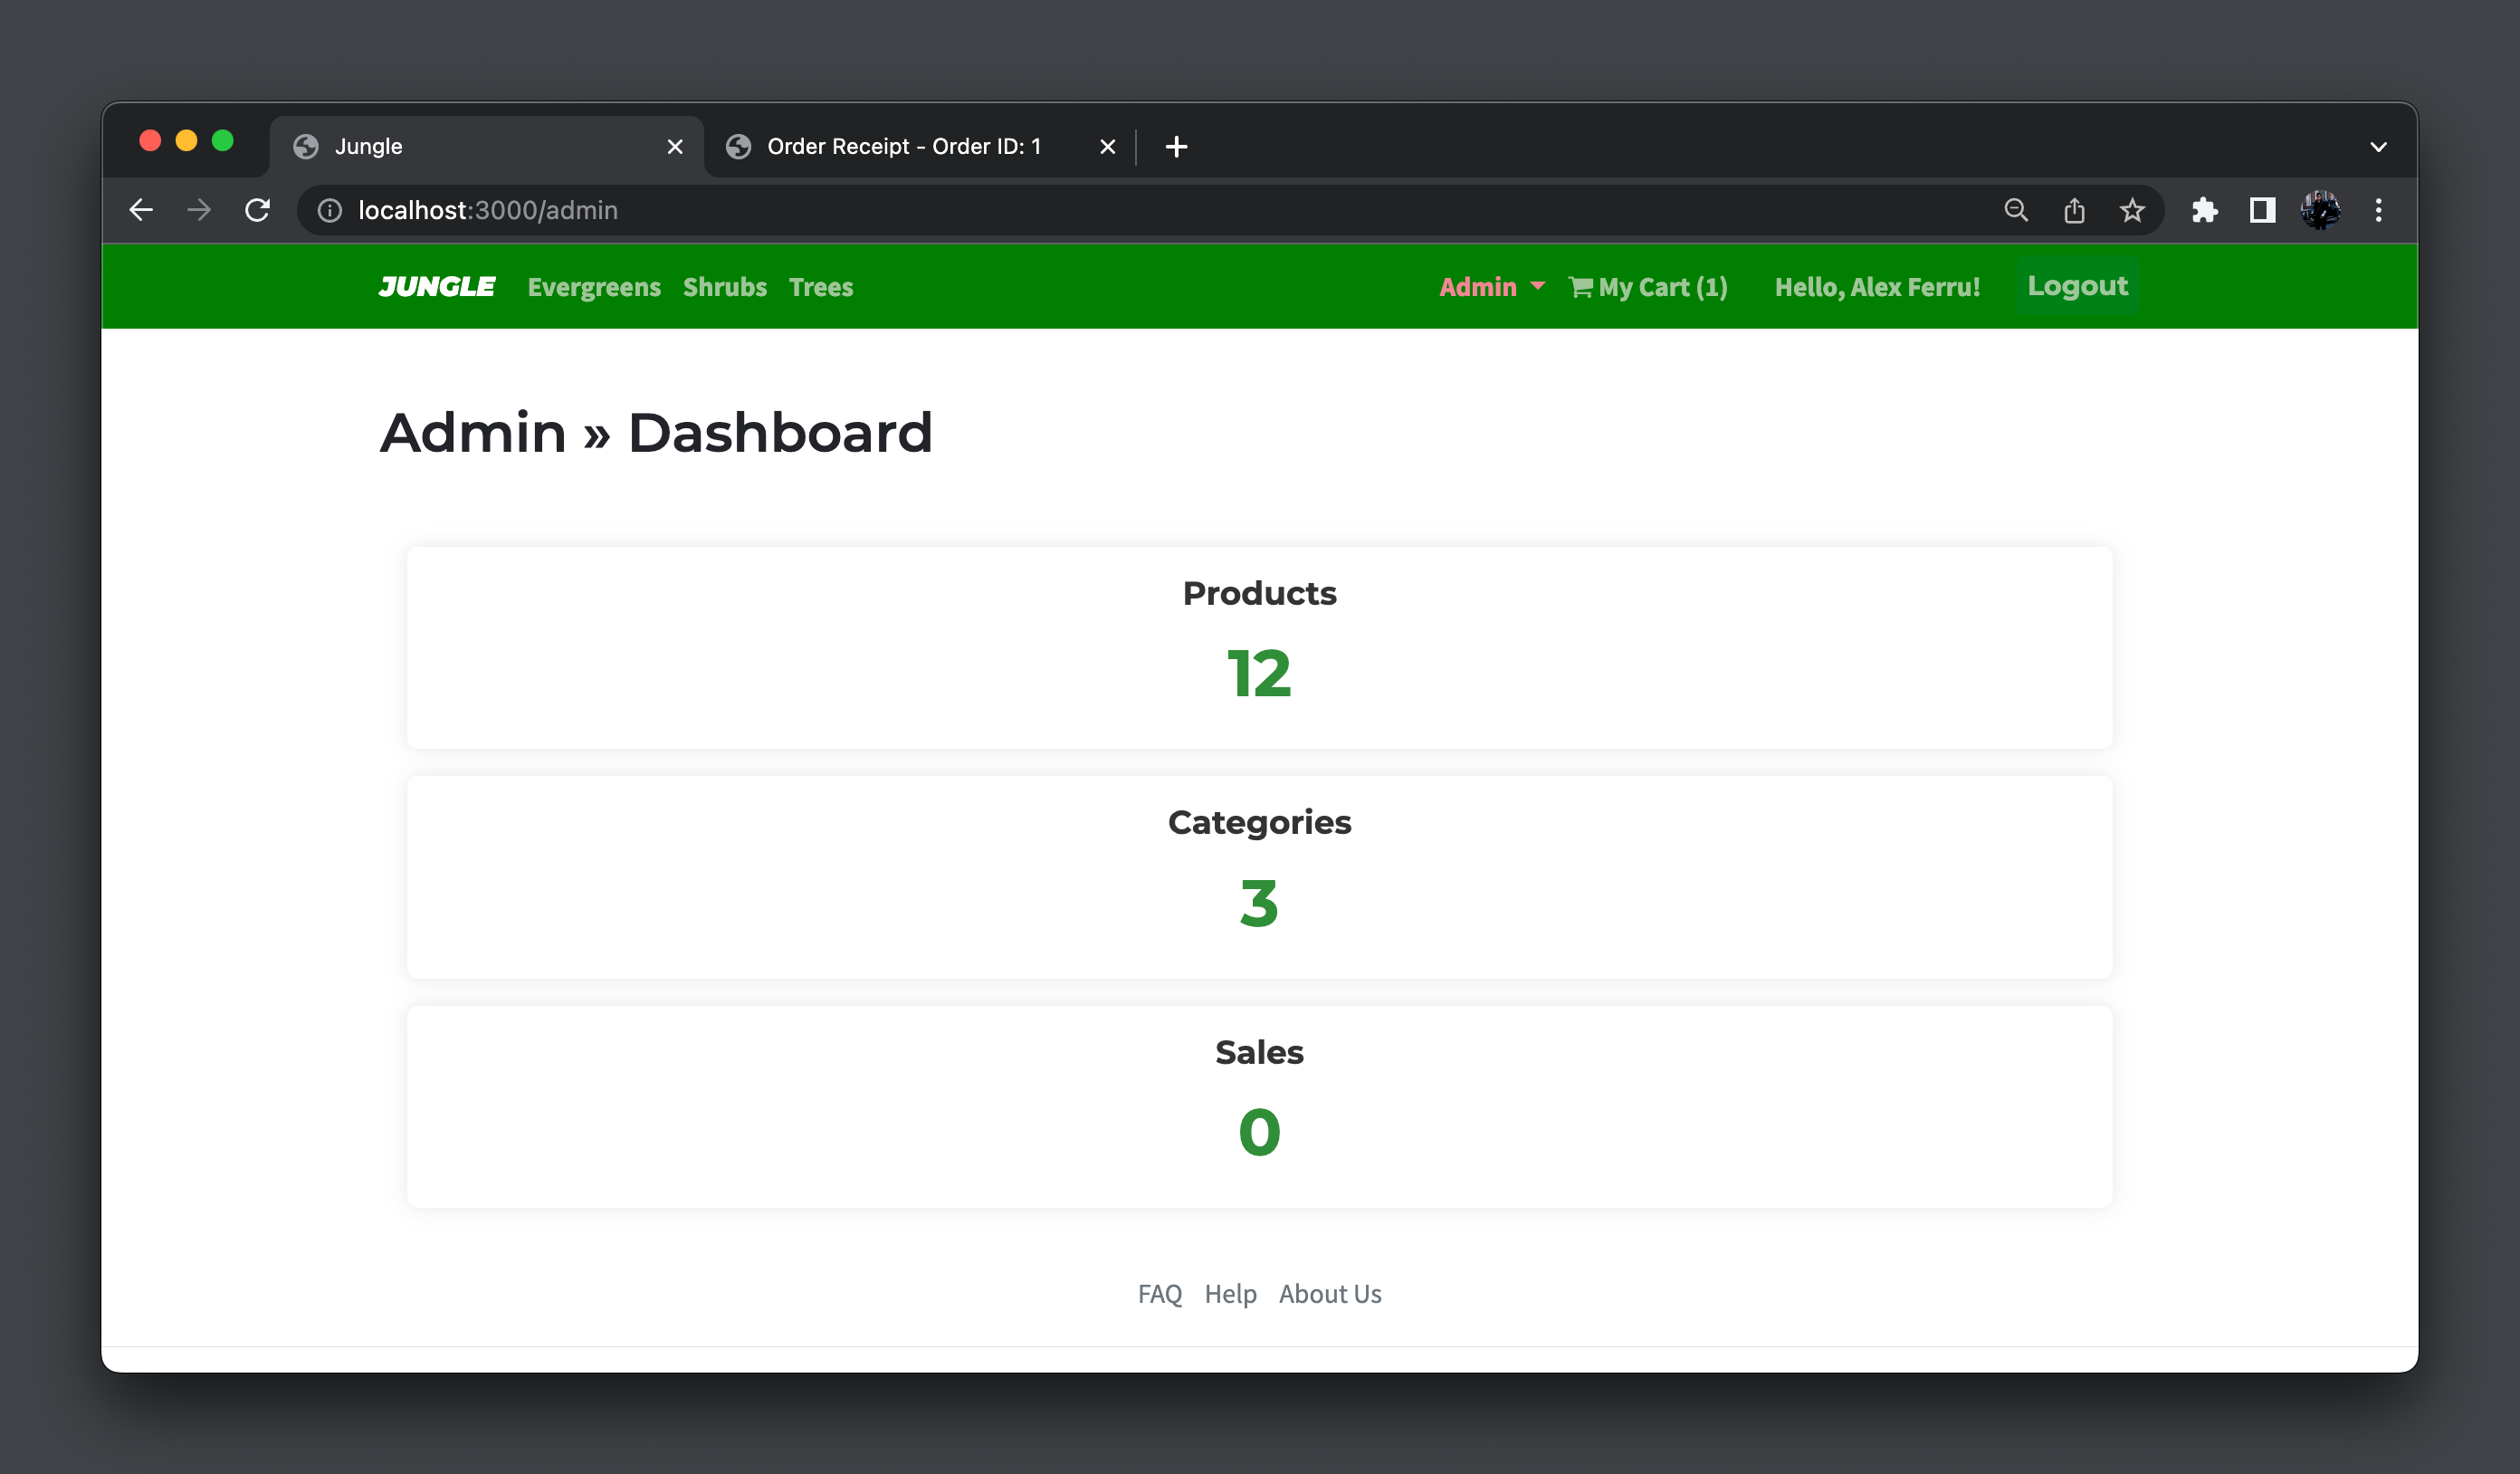 Jungle
Order Receipt - Order ID: 1
localhost:3000/admin
JUNGLE Evergreens Shrubs Trees Admin My Cart (1) Hello, Alex Ferru! Logout
Admin » Dashboard
Products
12
Categories
3
Sales
0
FAQ Help About Us